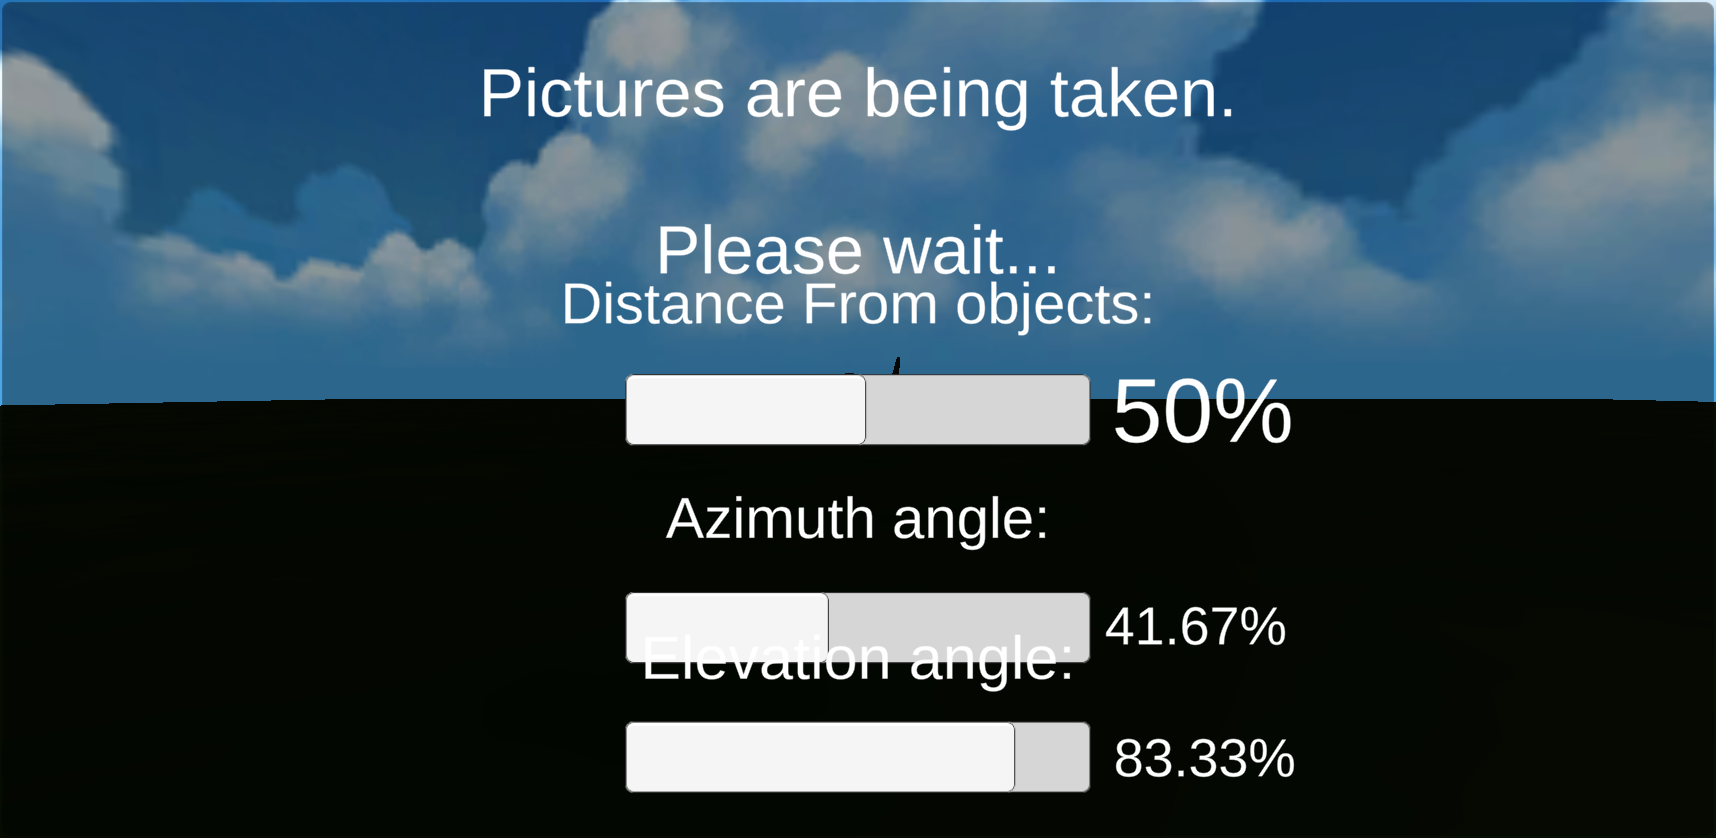 Pictures are being taken.
Please wait...
Distance From objects:
50%
Azimuth angle:
41.67%
Elevation angle:
83.33%